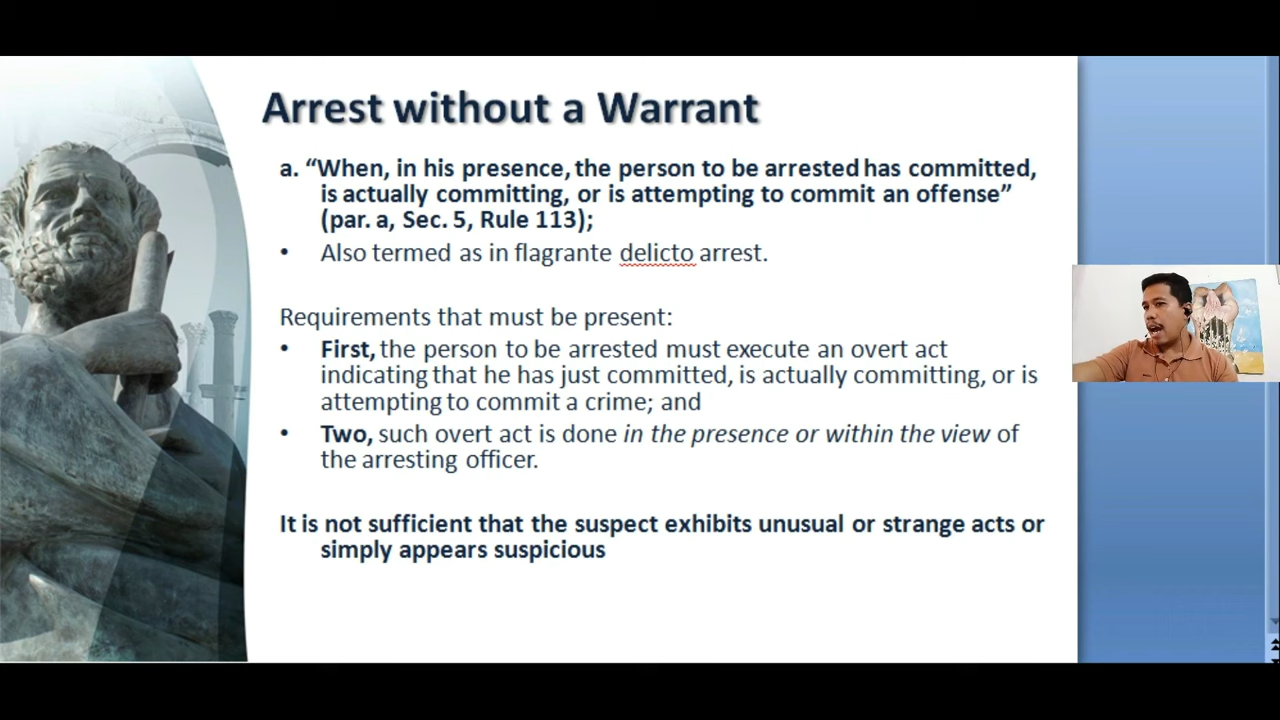 Arrest without a Warrant
a. “When, in his presence, the person to be arrested has committed,
is actually committing, or is attempting to commit an offense”
(par. a, Sec. 5, Rule 113);
• Also termed as in flagrante delicto arrest.
Requirements that must be present:
• First, the person to be arrested must execute an overt act
indicating that he has just committed, is actually committing, or is
attempting to commit a crime; and
• Two, such overt act is done in the presence or within the view of
the arresting officer.
It is not sufficient that the suspect exhibits unusual or strange acts or
simply appears suspicious